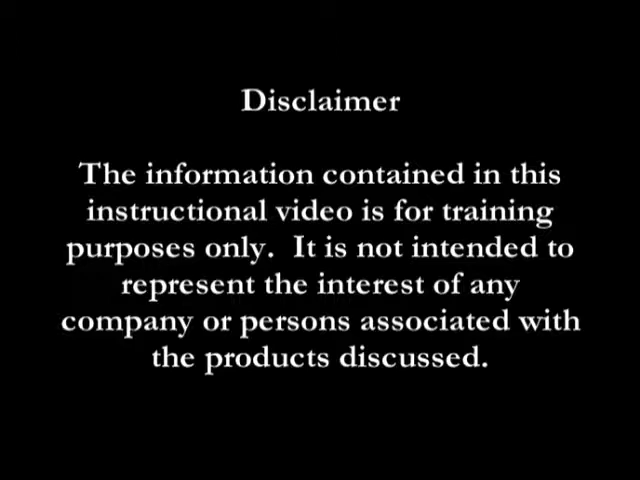 Disclaimer
The information contained in this
instructional video is for training
purposes only.  It is not intended to
represent the interest of any
company or persons associated with
the products discussed.